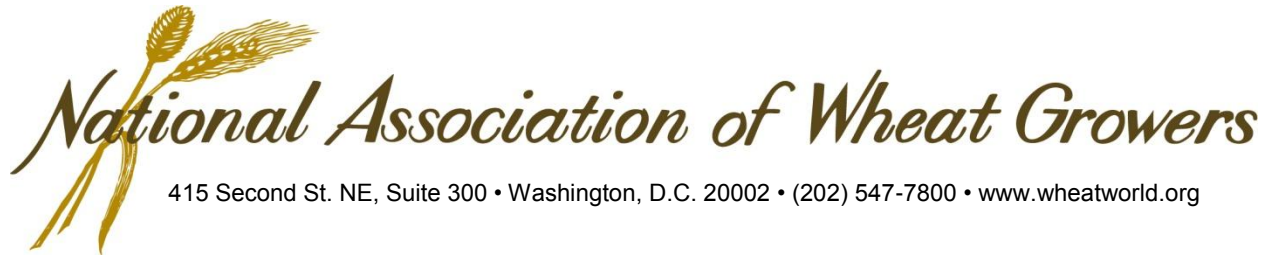 National Association of Wheat Growers
415 Second St. NE, Suite 300 • Washington, D.C. 20002 • (202) 547-7800 • www.wheatworld.org